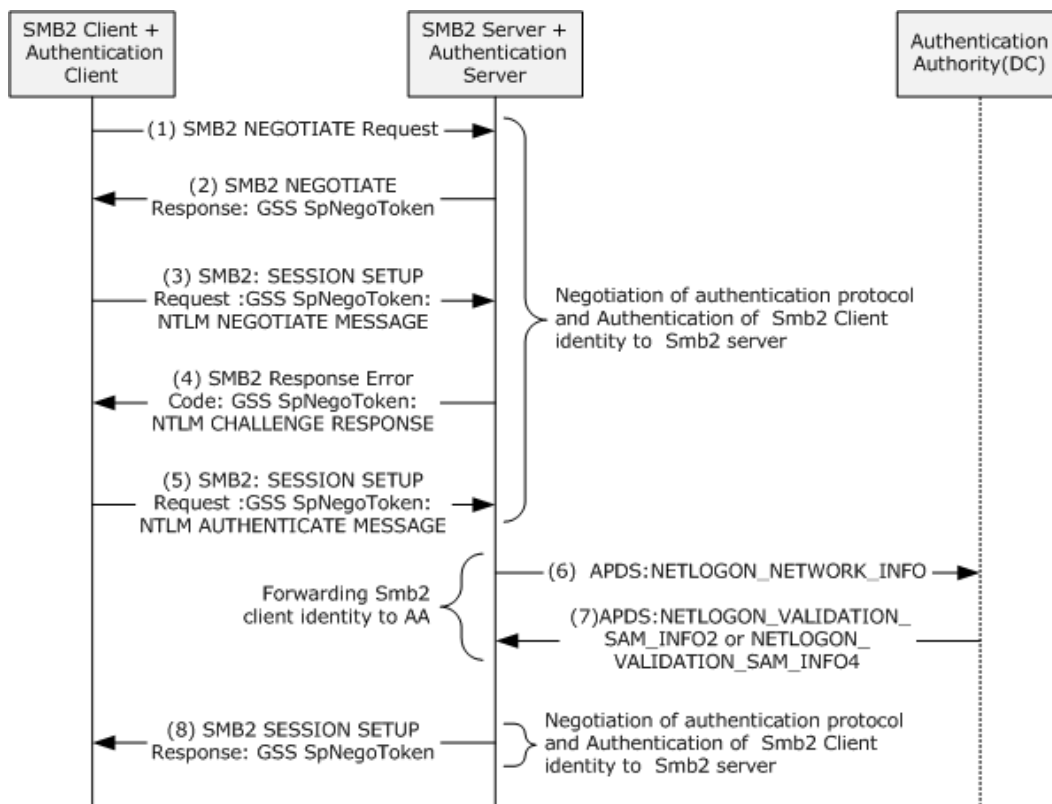 SMB2 Client +
Authentication
Client
SMB2 Server +
Authentication
Server
Authentication
Authority(DC)
(1) SMB2 NEGOTIATE Request
(2) SMB2 NEGOTIATE
Response: GSS SpNegoToken
(3) SMB2: SESSION SETUP
Request :GSS SpNegoToken:
NTLM NEGOTIATE MESSAGE
(4) SMB2 Response Error
Code: GSS SpNegoToken:
NTLM CHALLENGE RESPONSE
(5) SMB2: SESSION SETUP
Request :GSS SpNegoToken:
NTLM AUTHENTICATE MESSAGE
Negotiation of authentication protocol
and Authentication of Smb2 Client
identity to Smb2 server
Forwarding Smb2
client identity to AA
(6) APDS:NETLOGON_NETWORK_INFO
(7)APDS:NETLOGON_VALIDATION_
SAM_INFO2 or NETLOGON_
VALIDATION_SAM_INFO4
(8) SMB2 SESSION SETUP
Response: GSS SpNegoToken
Negotiation of authentication protocol
and Authentication of Smb2 Client
identity to Smb2 server